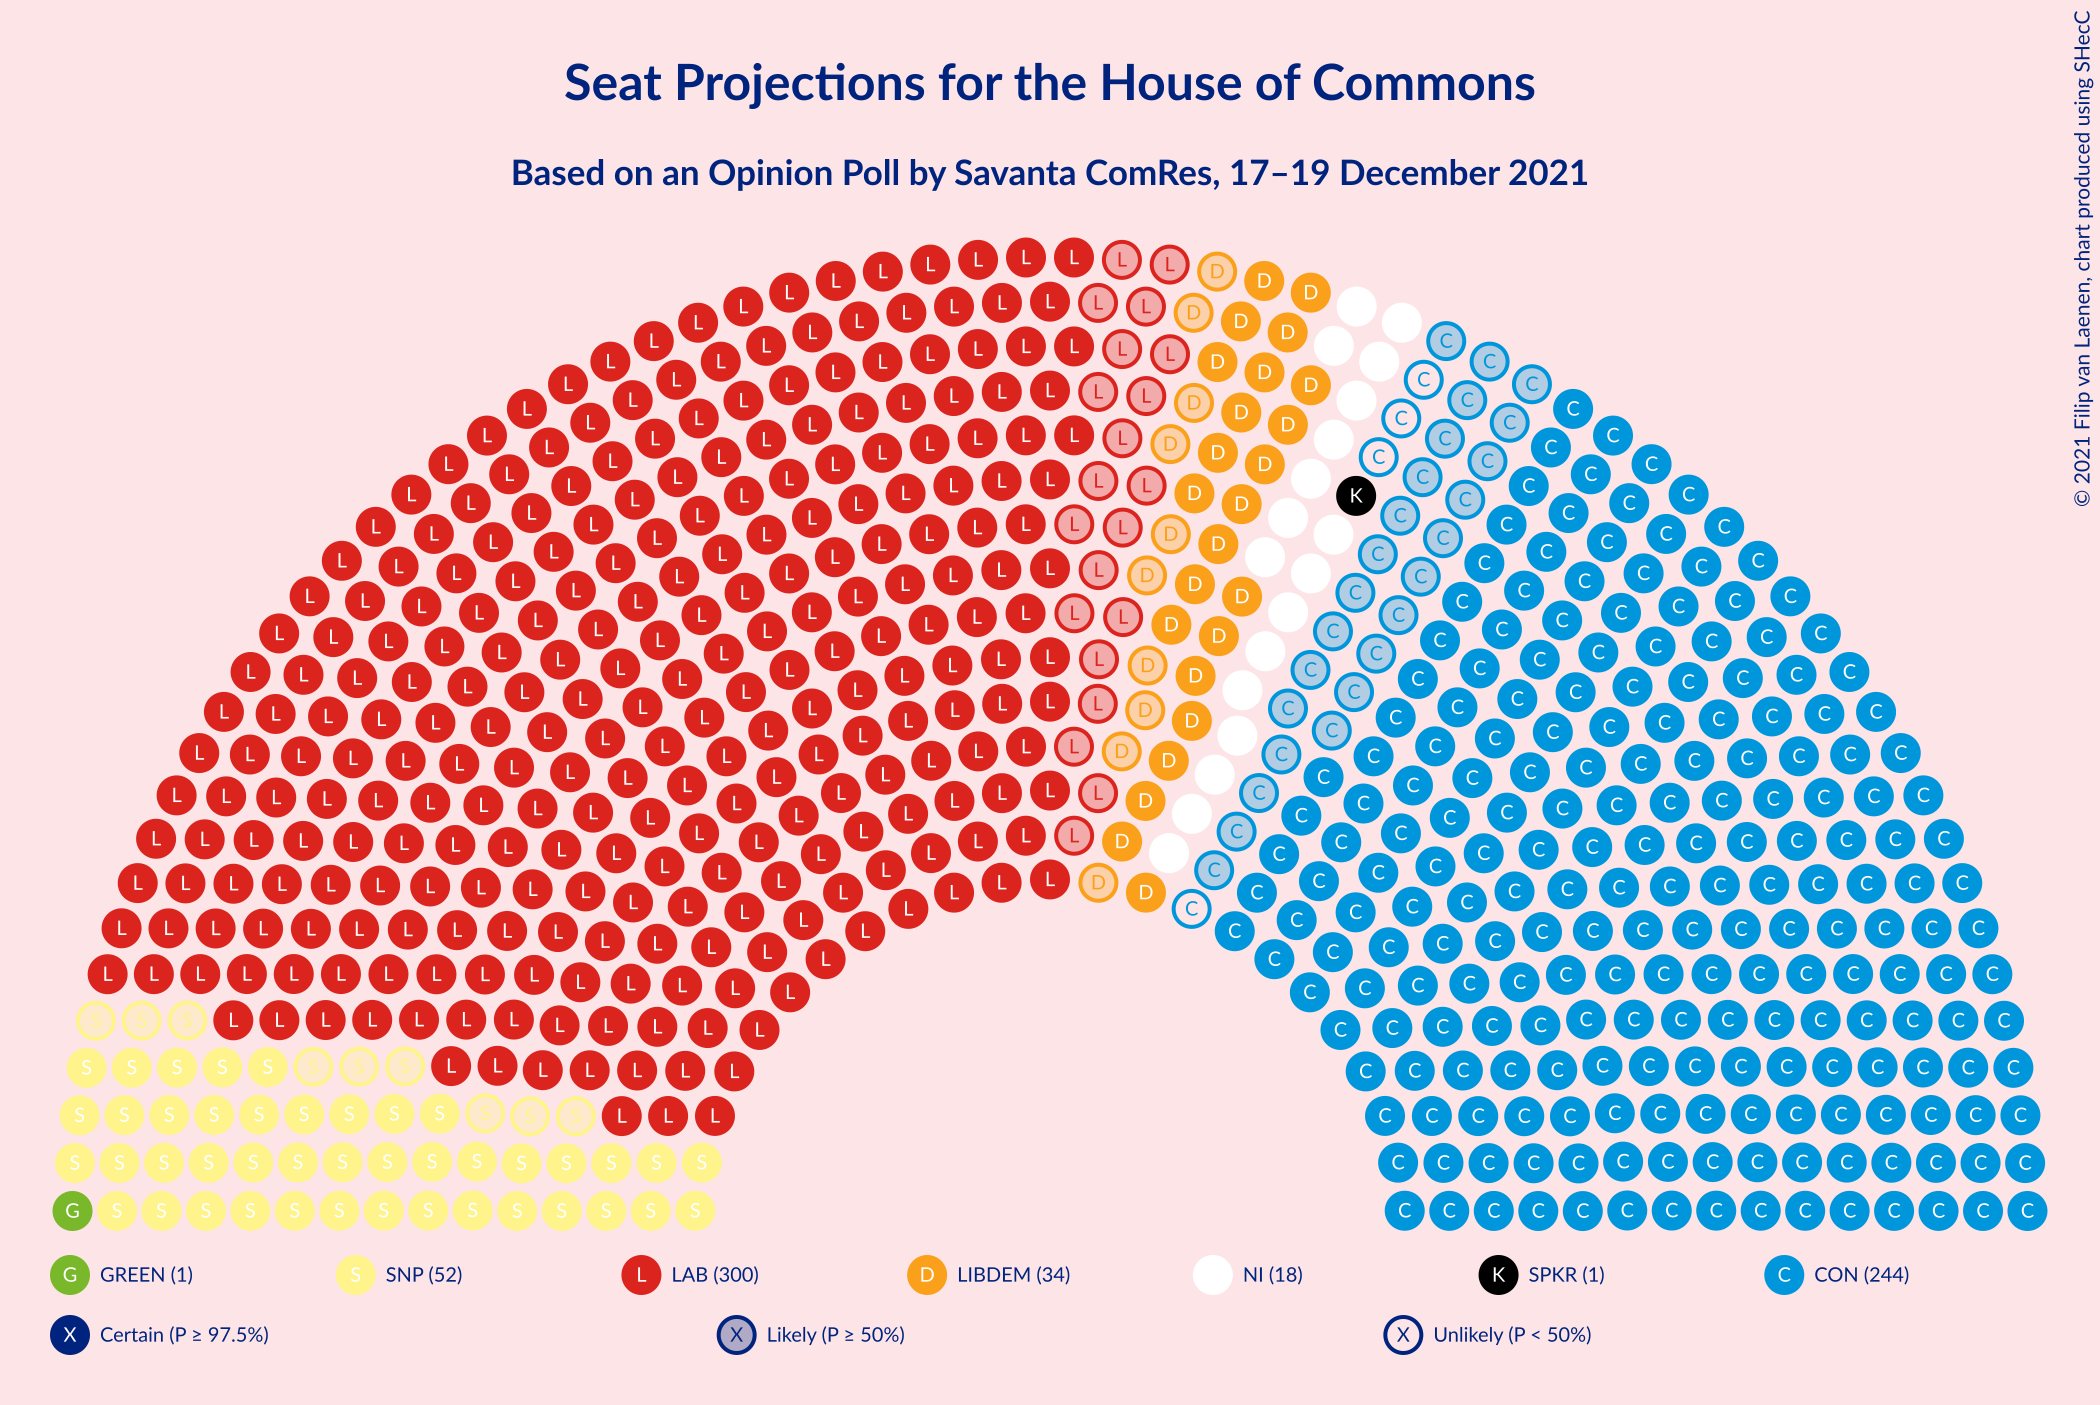 Seat Projections for the House of Commons
Based on an Opinion Poll by Savanta ComRes, 17–19 December 2021
© 2021 Filip van Laenen, chart produced using SHecC
G GREEN (1) S SNP (52) L LAB (300) D LIBDEM (34) NI (18) K SPKR (1) C CON (244)
X Certain (P ≥ 97.5%) X Likely (P ≥ 50%) X Unlikely (P < 50%)